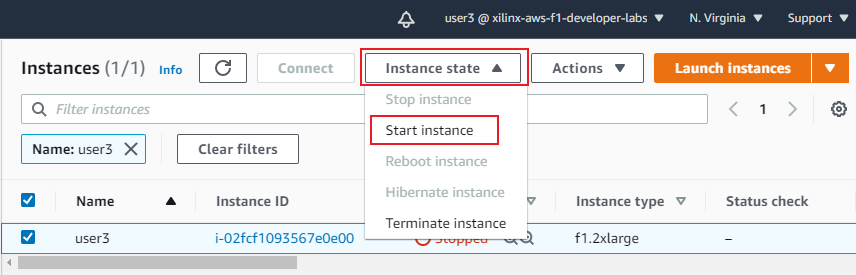 user3 @ xilinx-aws-f1-developer-labs N. Virginia Support
Instances (1/1) Info Connect Instance state Actions Launch instances
Filter instances 1
Stop instance
Start instance
Name: user3 Clear filters
Reboot instance
Hibernate instance
Terminate instance
Name Instance ID Instance type Status check
user3 i-02fcf1093567e0e00 Stopped f1.2xlarge –